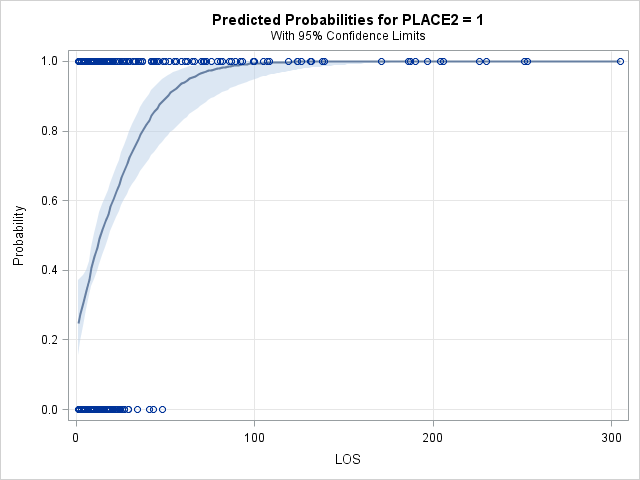 Predicted Probabilities for PLACE2 = 1
With 95% Confidence Limits
1.0
0.8
0.6
0.4
0.2
0.0
Probability
0
100
200
300
LOS